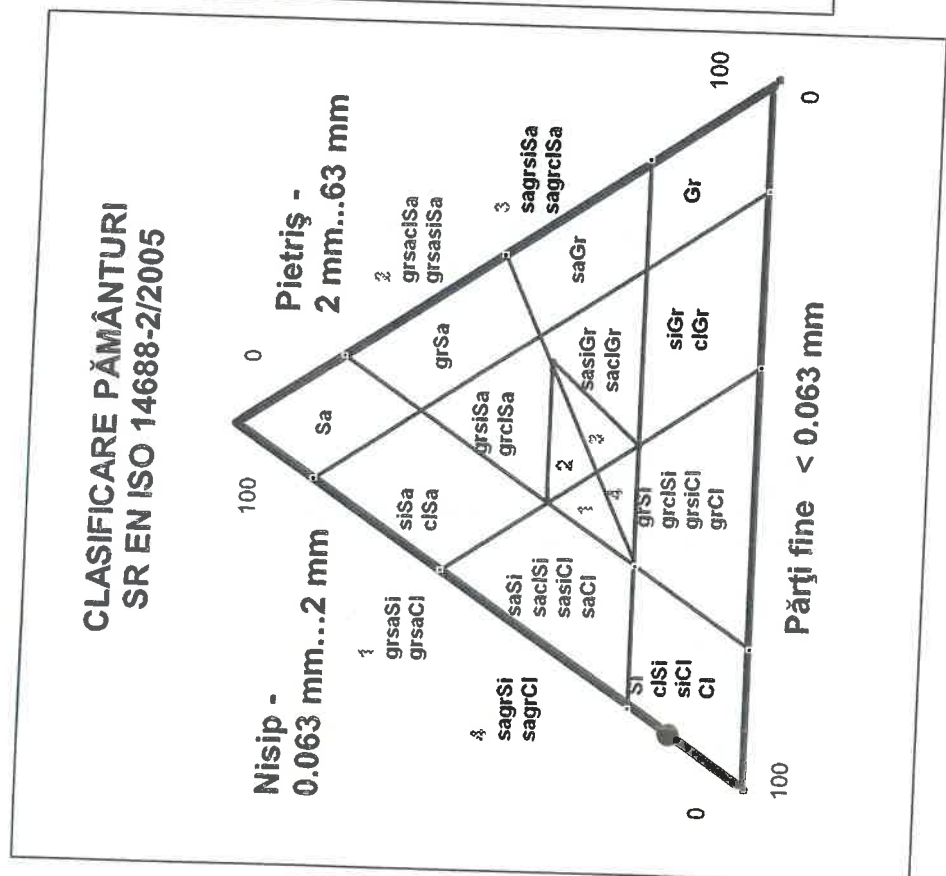 CLASIFICARE PĂMÂNTURI
SR EN ISO 14688-2/2005
Nisip -
0.063 mm...2 mm
Pietriş -
2 mm...63 mm
100
0
1
grsaSi
grsaCl
4
sagrSi
sagrCl
2
grsaclSa
grsasiSa
3
sagrsiSa
sagrclSa
Sa
siSa
clSa
grSa
grsiSa
grclSa
saSi
saclSi
sasiCl
saCl
1
2
3
4
saGr
sasiGr
saclGr
Si
clSi
siCl
Cl
grSi
grclSi
grsiCl
grCl
siGr
clGr
Gr
0
100
100
0
Părţi fine < 0.063 mm